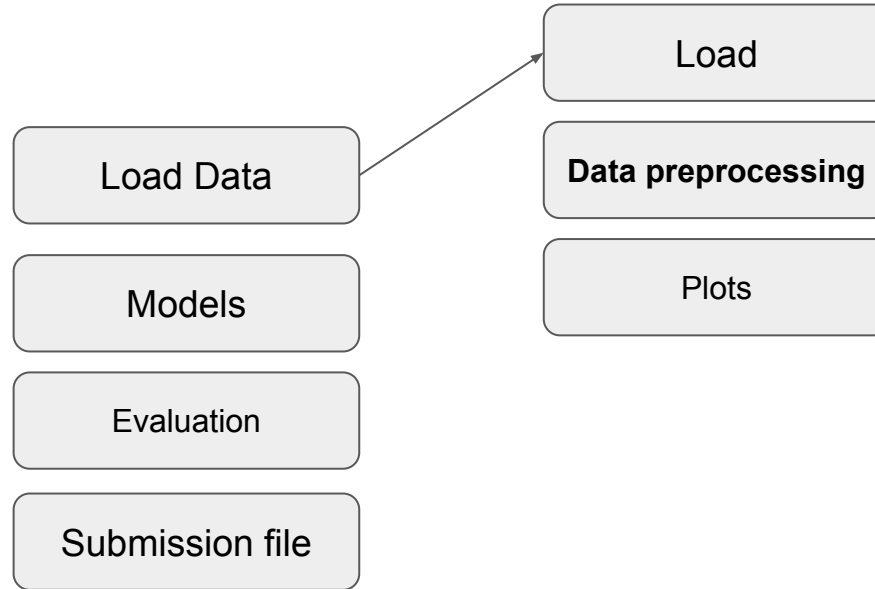 Load Data
Models
Evaluation
Submission file
Load
Data preprocessing
Plots